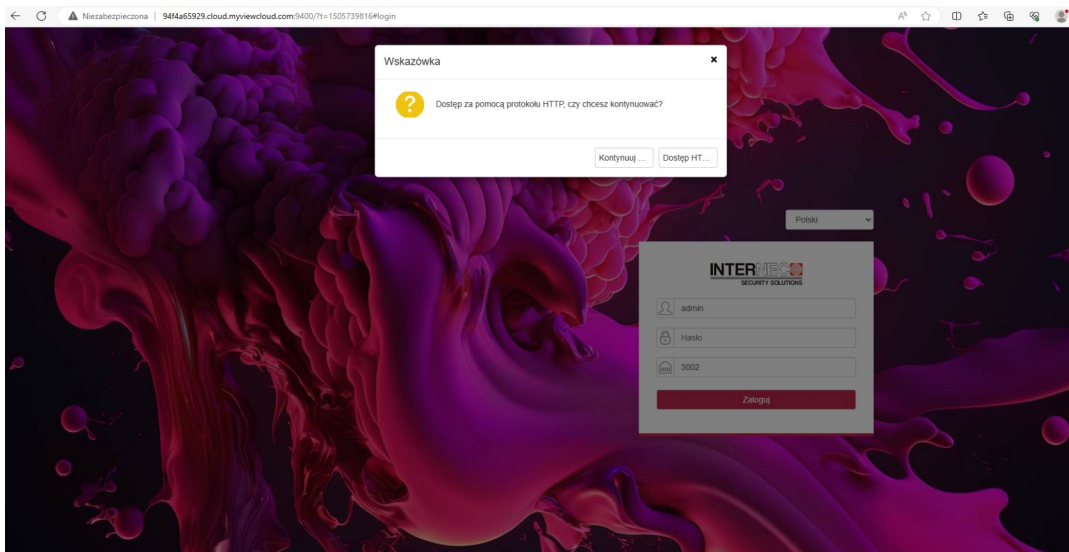 Niezabezpieczona 94f4a65929.cloud.myviewcloud.com:9400/?t=1505739816#login
Wskazówka
Dostęp za pomocą protokołu HTTP, czy chcesz kontynuować?
Kontynuuj ...
Dostęp HT...
Polski
INTERNEC
SECURITY SOLUTIONS
admin
Hasło
3002
Zaloguj